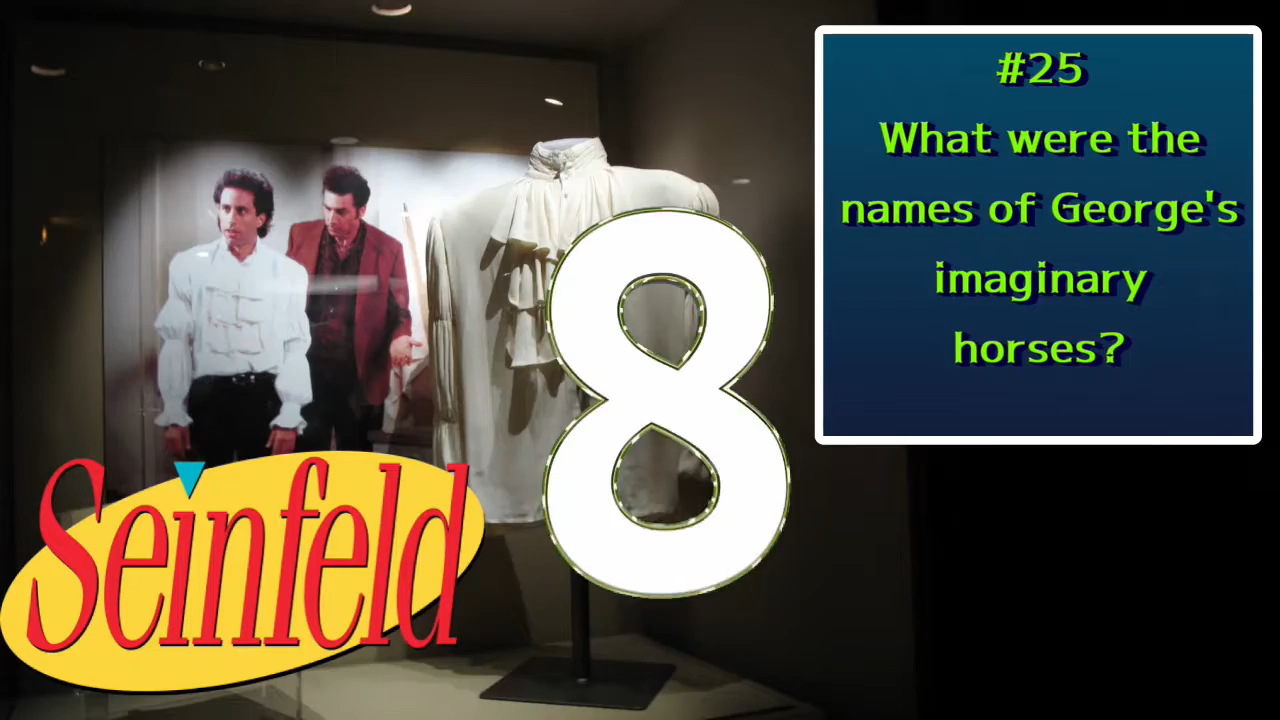 #25
What were the
names of George's
imaginary
horses?
8
Seinfeld